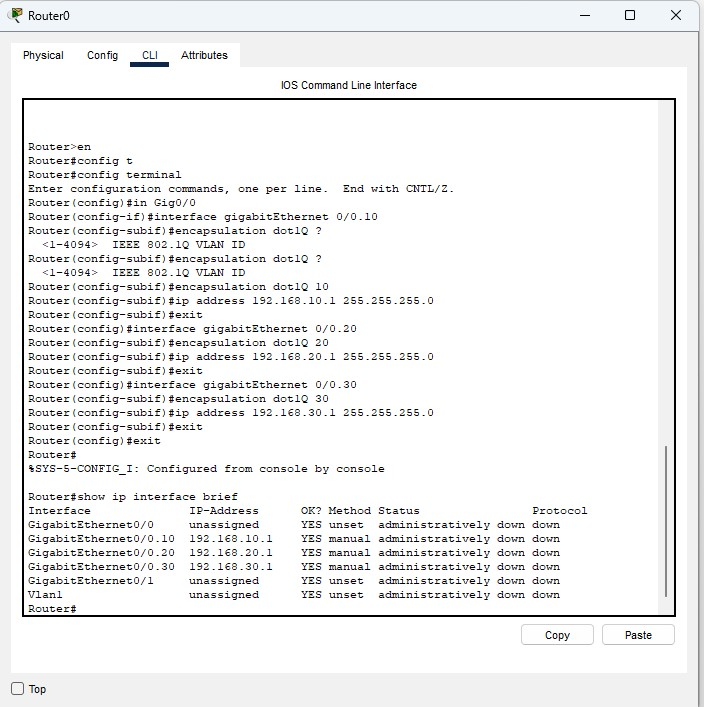 Router0
Physical Config CLI Attributes
IOS Command Line Interface
Router>en
Router#config t
Router#config terminal
Enter configuration commands, one per line.  End with CNTL/Z.
Router(config)#in Gig0/0
Router(config-if)#interface gigabitEthernet 0/0.10
Router(config-subif)#encapsulation dot1Q ?
  <1-4094>  IEEE 802.1Q VLAN ID
Router(config-subif)#encapsulation dot1Q ?
  <1-4094>  IEEE 802.1Q VLAN ID
Router(config-subif)#encapsulation dot1Q 10
Router(config-subif)#ip address 192.168.10.1 255.255.255.0
Router(config-subif)#exit
Router(config)#interface gigabitEthernet 0/0.20
Router(config-subif)#encapsulation dot1Q 20
Router(config-subif)#ip address 192.168.20.1 255.255.255.0
Router(config-subif)#exit
Router(config)#interface gigabitEthernet 0/0.30
Router(config-subif)#encapsulation dot1Q 30
Router(config-subif)#ip address 192.168.30.1 255.255.255.0
Router(config-subif)#exit
Router(config)#exit
Router#
%SYS-5-CONFIG_I: Configured from console by console
Router#show ip interface brief
Interface              IP-Address      OK? Method Status                Protocol
GigabitEthernet0/0     unassigned      YES unset  administratively down down
GigabitEthernet0/0.10  192.168.10.1    YES manual administratively down down
GigabitEthernet0/0.20  192.168.20.1    YES manual administratively down down
GigabitEthernet0/0.30  192.168.30.1    YES manual administratively down down
GigabitEthernet0/1     unassigned      YES unset  administratively down down
Vlan1                  unassigned      YES unset  administratively down down
Router#
Copy Paste
Top